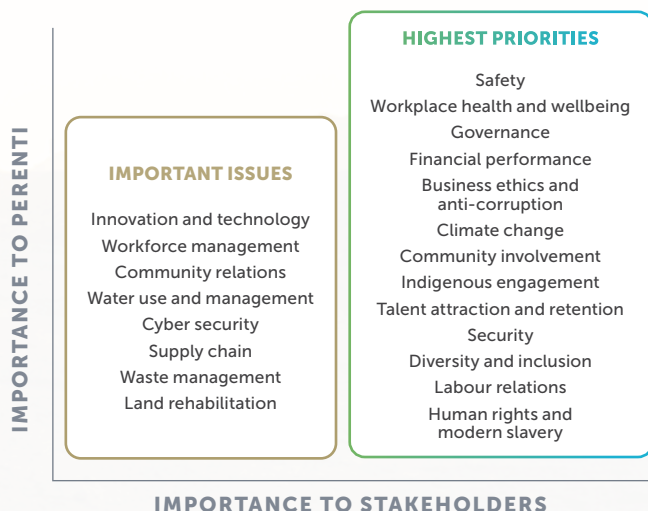 IMPORTANCE TO PERENTI
IMPORTANT ISSUES
Innovation and technology
Workforce management
Community relations
Water use and management
Cyber security
Supply chain
Waste management
Land rehabilitation
HIGHEST PRIORITIES
Safety
Workplace health and wellbeing
Governance
Financial performance
Business ethics and
anti-corruption
Climate change
Community involvement
Indigenous engagement
Talent attraction and retention
Security
Diversity and inclusion
Labour relations
Human rights and
modern slavery
IMPORTANCE TO STAKEHOLDERS